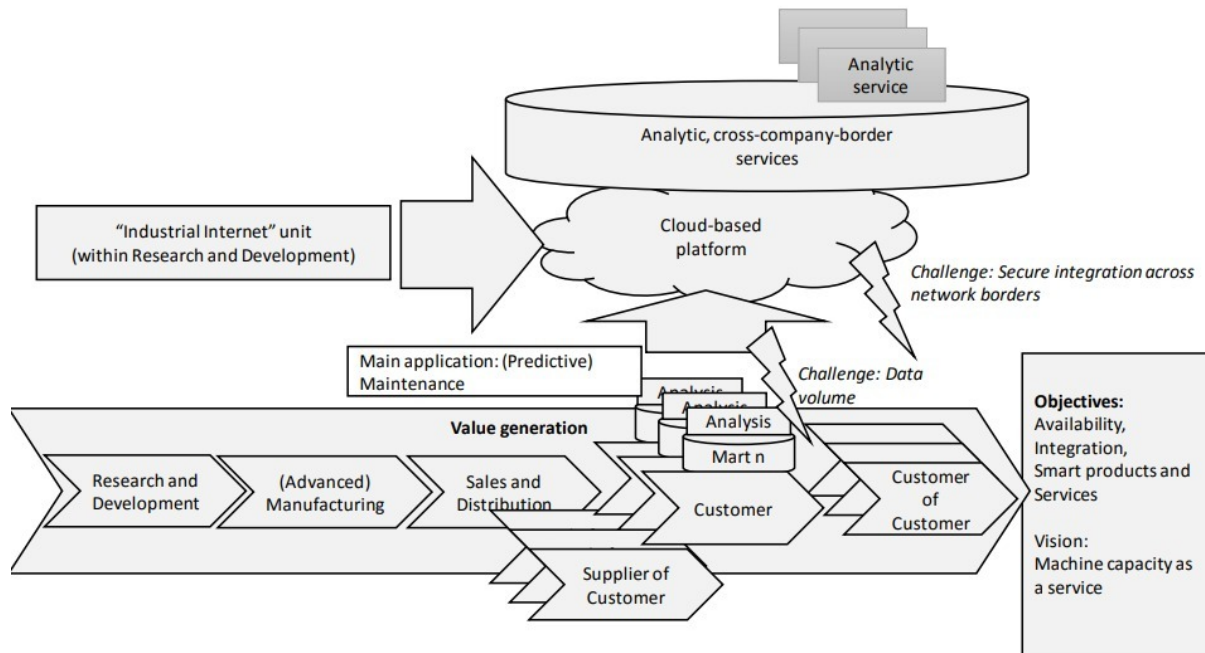 Analytic
service
Analytic, cross-company-border
services
“Industrial Internet” unit
(within Research and Development)
Cloud-based
platform
Challenge: Secure integration across
network borders
Main application: (Predictive)
Maintenance
Challenge: Data
volume
Analysis
Analysis
Analysis
Mart n
Value generation
Research and
Development
(Advanced)
Manufacturing
Sales and
Distribution
Customer
Customer
of
Customer
Supplier of
Customer
Objectives:
Availability,
Integration,
Smart products and
Services
Vision:
Machine capacity as
a service